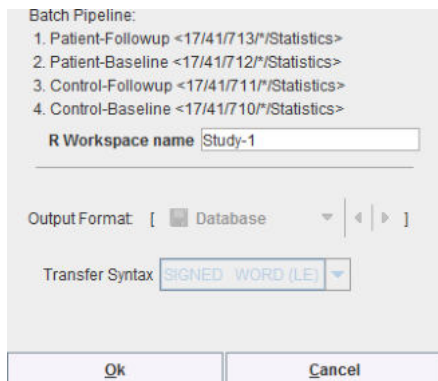 Batch Pipeline:
1. Patient-Followup <17/41/713/*/Statistics>
2. Patient-Baseline <17/41/712/*/Statistics>
3. Control-Followup <17/41/711/*/Statistics>
4. Control-Baseline <17/41/710/*/Statistics>
R Workspace name Study-1
Output Format: [ Database ]
Transfer Syntax SIGNED WORD (LE)
Ok Cancel